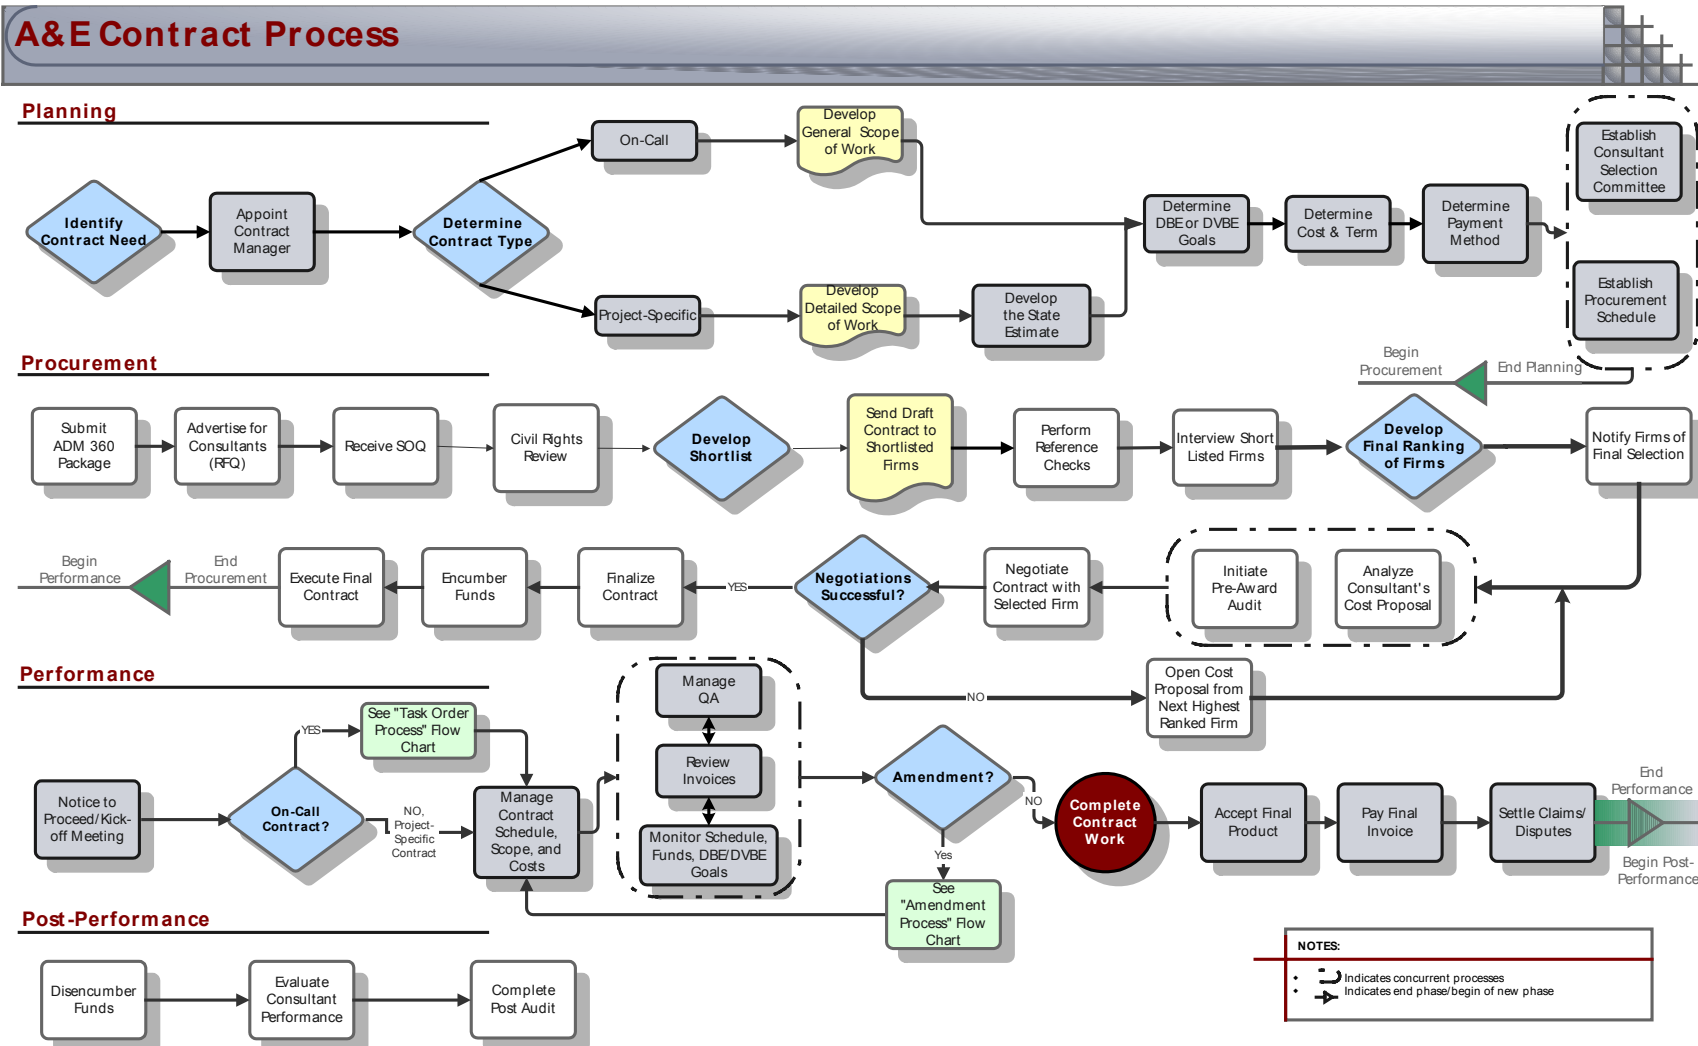 A&E Contract Process
Planning
Identify
Contract Need
Appoint
Contract
Manager
Determine
Contract Type
On-Call
Develop
General Scope
of Work
Project-Specific
Develop
Detailed Scope
of Work
Develop
the State
Estimate
Determine
DBE or DVBE
Goals
Determine
Cost & Term
Determine
Payment
Method
Establish
Consultant
Selection
Committee
Establish
Procurement
Schedule
Begin
Procurement
End Planning
Procurement
Submit
ADM 360
Package
Advertise for
Consultants
(RFQ)
Receive SOQ
Civil Rights
Review
Develop
Shortlist
Send Draft
Contract to
Shortlisted
Firms
Perform
Reference
Checks
Interview Short
Listed Firms
Develop
Final Ranking
of Firms
Notify Firms of
Final Selection
Analyze
Consultant's
Cost Proposal
Initiate
Pre-Award
Audit
Negotiate
Contract with
Selected Firm
Negotiations
Successful?
YES
NO
Open Cost
Proposal from
Next Highest
Ranked Firm
Finalize
Contract
Encumber
Funds
Execute Final
Contract
End
Procurement
Begin
Performance
Performance
Notice to
Proceed/Kick-
off Meeting
On-Call
Contract?
YES
See "Task Order
Process" Flow
Chart
NO,
Project-
Specific
Contract
Manage
Contract
Schedule,
Scope, and
Costs
Manage
QA
Review
Invoices
Monitor Schedule,
Funds, DBE/DVBE
Goals
Amendment?
NO
Yes
See
"Amendment
Process" Flow
Chart
Complete
Contract
Work
Accept Final
Product
Pay Final
Invoice
Settle Claims/
Disputes
End
Performance
Begin Post-
Performance
Post-Performance
Disencumber
Funds
Evaluate
Consultant
Performance
Complete
Post Audit
NOTES:
Indicates concurrent processes
Indicates end phase/begin of new phase